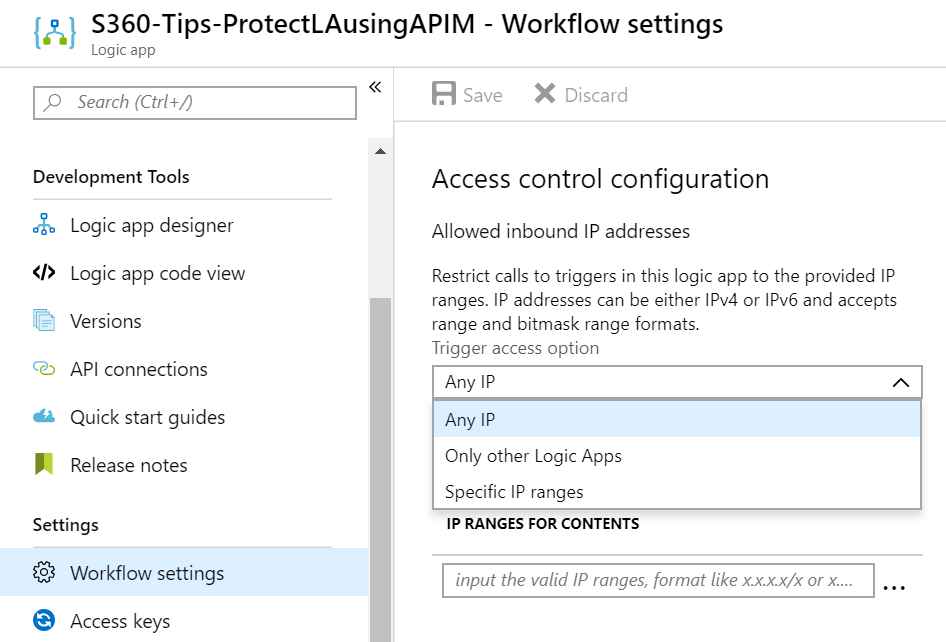 S360-Tips-ProtectLAusingAPIM - Workflow settings
Logic app
Search (Ctrl+/)
Development Tools
Logic app designer
Logic app code view
Versions
API connections
Quick start guides
Release notes
Settings
Workflow settings
Access keys
Save
Discard
Access control configuration
Allowed inbound IP addresses
Restrict calls to triggers in this logic app to the provided IP
ranges. IP addresses can be either IPv4 or IPv6 and accepts
range and bitmask range formats.
Trigger access option
Any IP
Any IP
Only other Logic Apps
Specific IP ranges
IP RANGES FOR CONTENTS
input the valid IP ranges, format like x.x.x.x/x or x....